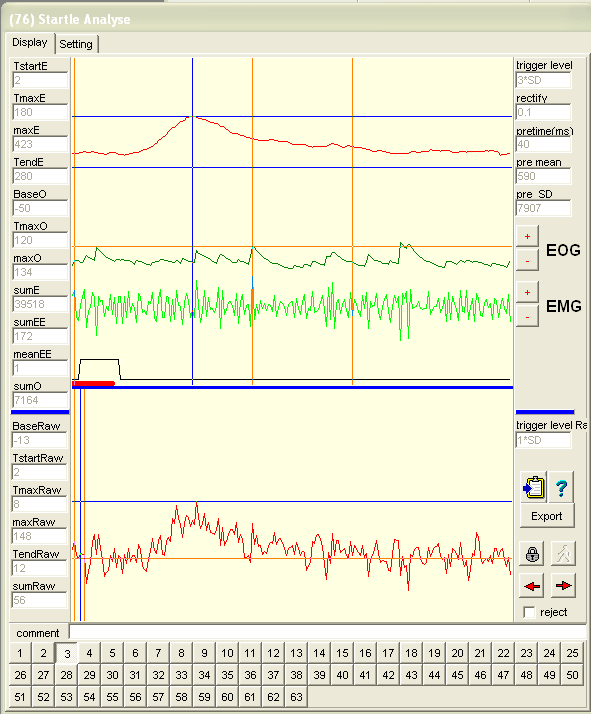 (76) Startle Analyse
Display Setting
TstartE
2
TmaxE
180
maxE
423
TendE
280
BaseO
-50
TmaxO
120
maxO
134
sumE
39518
sumEE
172
meanEE
1
sumO
7164
BaseRaw
-13
TstartRaw
2
TmaxRaw
8
maxRaw
148
TendRaw
12
sumRaw
56
trigger level
3*SD
rectify
0.1
pretime(ms)
40
pre mean
590
pre SD
7907
+
EOG
-
+
EMG
-
trigger level Ra
1*SD
?
Export
reject
comment
1 2 3 4 5 6 7 8 9 10 11 12 13 14 15 16 17 18 19 20 21 22 23 24 25
26 27 28 29 30 31 32 33 34 35 36 37 38 39 40 41 42 43 44 45 46 47 48 49 50
51 52 53 54 55 56 57 58 59 60 61 62 63